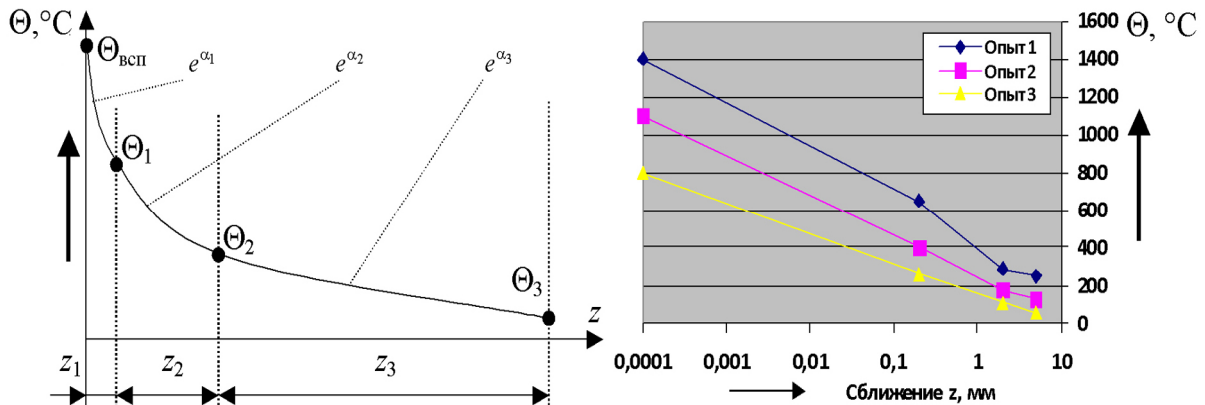 Θ,°C
Θвсп
e^α1
e^α2
e^α3
Θ1
Θ2
Θ3
z
z1
z2
z3
1600
1400
1200
1000
800
600
400
200
0
Θ, °C
Опыт 1
Опыт 2
Опыт 3
0,0001 0,001 0,01 0,1 1 10
Сближение z, мм